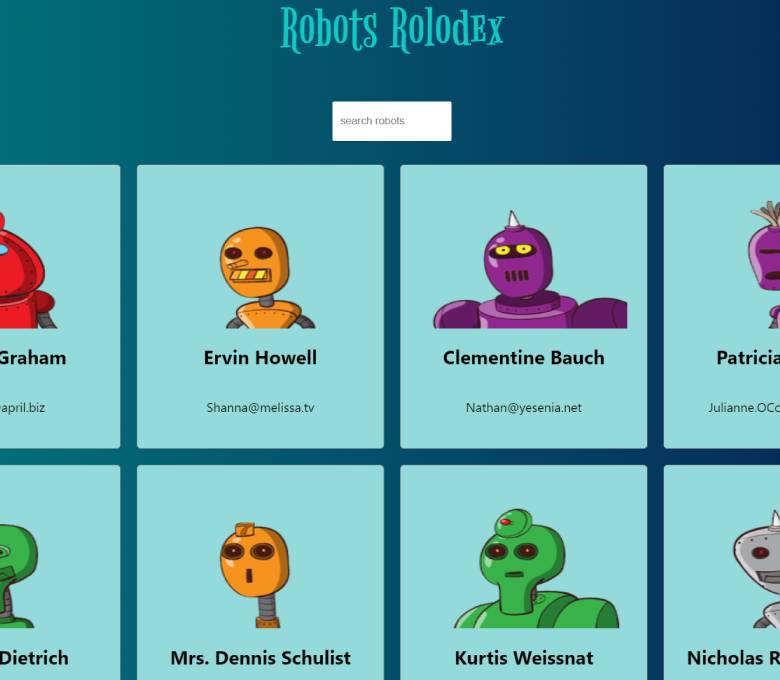 Robots Rolodex
search robots
Graham Ervin Howell Clementine Bauch Patricia
april.biz Shanna@melissa.tv Nathan@yesenia.net Julianne.OCo
Dietrich Mrs. Dennis Schulist Kurtis Weissnat Nicholas R